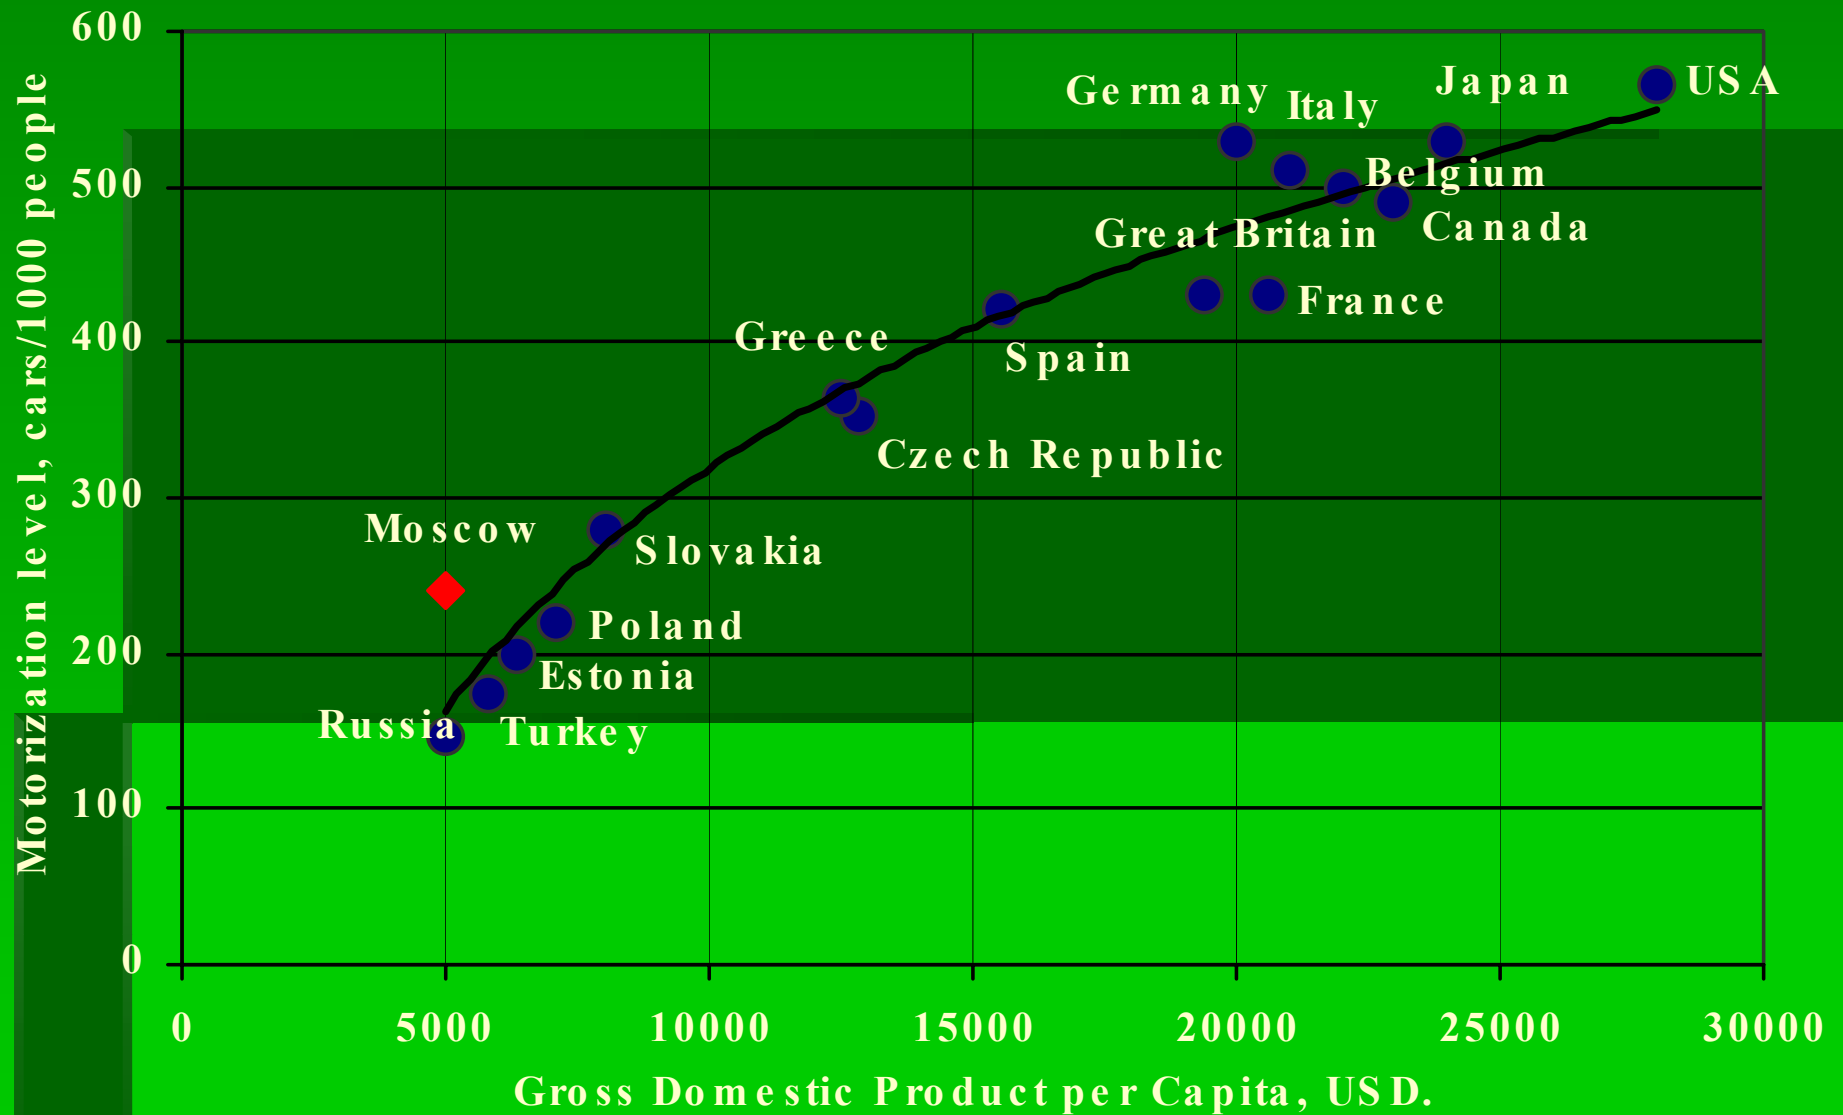 600
Germany
Italy
Japan
USA
500
Belgium
Great Britain
Canada
France
400
Greece
Spain
Czech Republic
300
Moscow
Slovakia
Poland
200
Estonia
Russia
Turkey
100
0
Motorization level, cars/1000 people
0 5000 10000 15000 20000 25000 30000
Gross Domestic Product per Capita, USD.